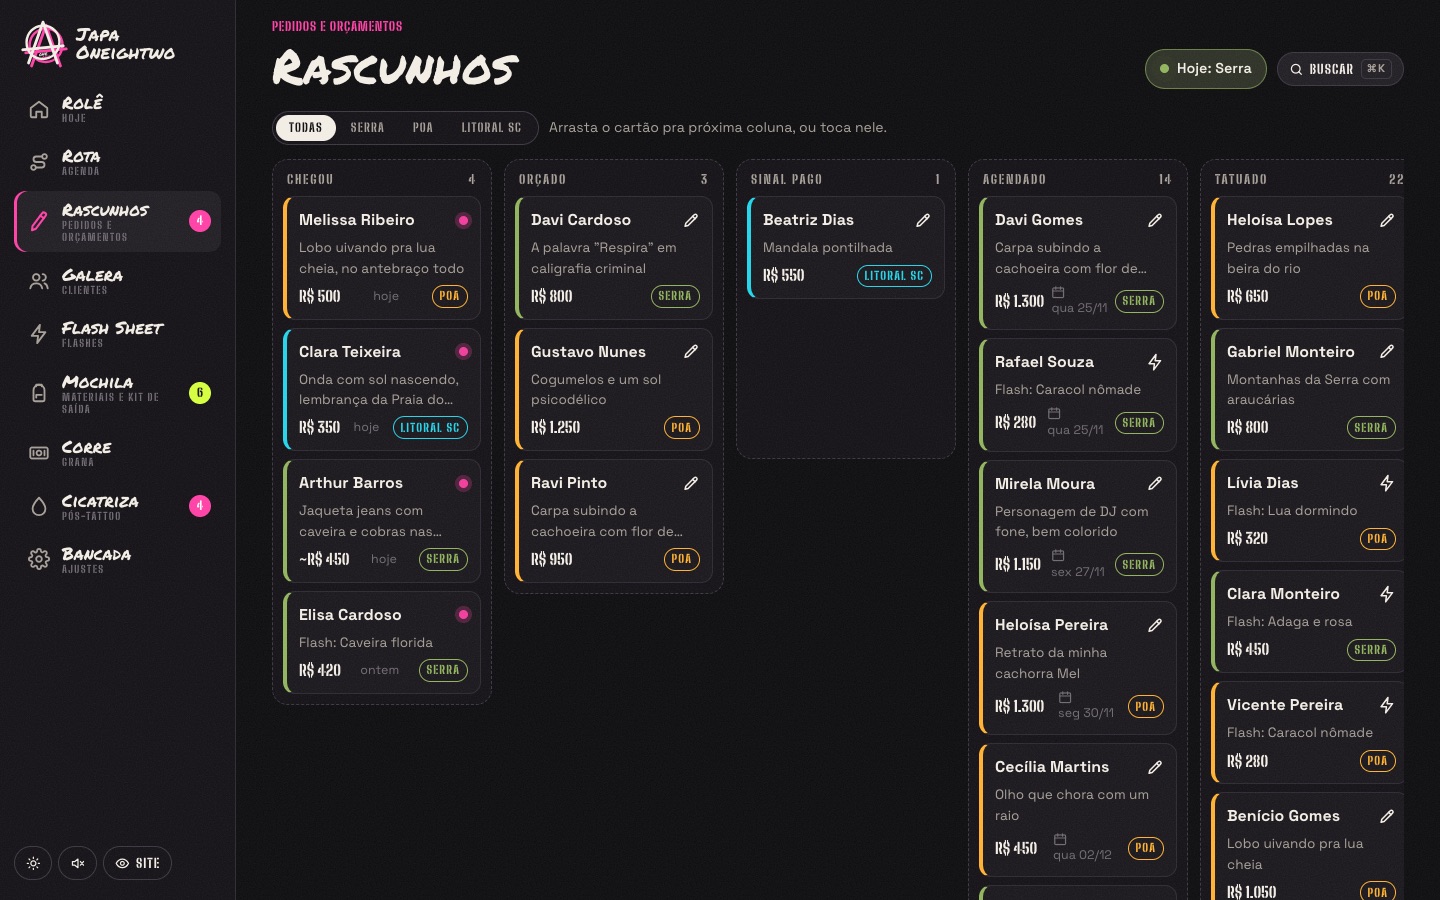 Japa
Oneightwo
Rolê
Hoje
Rota
Agenda
Rascunhos
Pedidos e
orçamentos
4
Galera
Clientes
Flash Sheet
Flashes
Mochila
Materiais e kit de
saída
6
Corre
Grana
Cicatriza
Pós-tattoo
4
Bancada
Ajustes
SITE
PEDIDOS E ORÇAMENTOS
Rascunhos
Hoje: Serra
BUSCAR ⌘K
TODAS SERRA POA LITORAL SC
Arrasta o cartão pra próxima coluna, ou toca nele.
CHEGOU 4
Melissa Ribeiro
Lobo uivando pra lua
cheia, no antebraço todo
R$ 500 hoje POA
Clara Teixeira
Onda com sol nascendo,
lembrança da Praia do...
R$ 350 hoje LITORAL SC
Arthur Barros
Jaqueta jeans com
caveira e cobras nas...
~R$ 450 hoje SERRA
Elisa Cardoso
Flash: Caveira florida
R$ 420 ontem SERRA
ORÇADO 3
Davi Cardoso
A palavra "Respira" em
caligrafia criminal
R$ 800 SERRA
Gustavo Nunes
Cogumelos e um sol
psicodélico
R$ 1.250 POA
Ravi Pinto
Carpa subindo a
cachoeira com flor de...
R$ 950 POA
SINAL PAGO 1
Beatriz Dias
Mandala pontilhada
R$ 550 LITORAL SC
AGENDADO 14
Davi Gomes
Carpa subindo a
cachoeira com flor de...
R$ 1.300 qua 25/11 SERRA
Rafael Souza
Flash: Caracol nômade
R$ 280 qua 25/11 SERRA
Mirela Moura
Personagem de DJ com
fone, bem colorido
R$ 1.150 sex 27/11 SERRA
Heloísa Pereira
Retrato da minha
cachorra Mel
R$ 1.300 seg 30/11 POA
Cecília Martins
Olho que chora com um
raio
R$ 450 qua 02/12 POA
TATUADO 22
Heloísa Lopes
Pedras empilhadas na
beira do rio
R$ 650 POA
Gabriel Monteiro
Montanhas da Serra com
araucárias
R$ 800 SERRA
Lívia Dias
Flash: Lua dormindo
R$ 320 POA
Clara Monteiro
Flash: Adaga e rosa
R$ 450 SERRA
Vicente Pereira
Flash: Caracol nômade
R$ 280 POA
Benício Gomes
Lobo uivando pra lua
cheia
R$ 1.050 POA